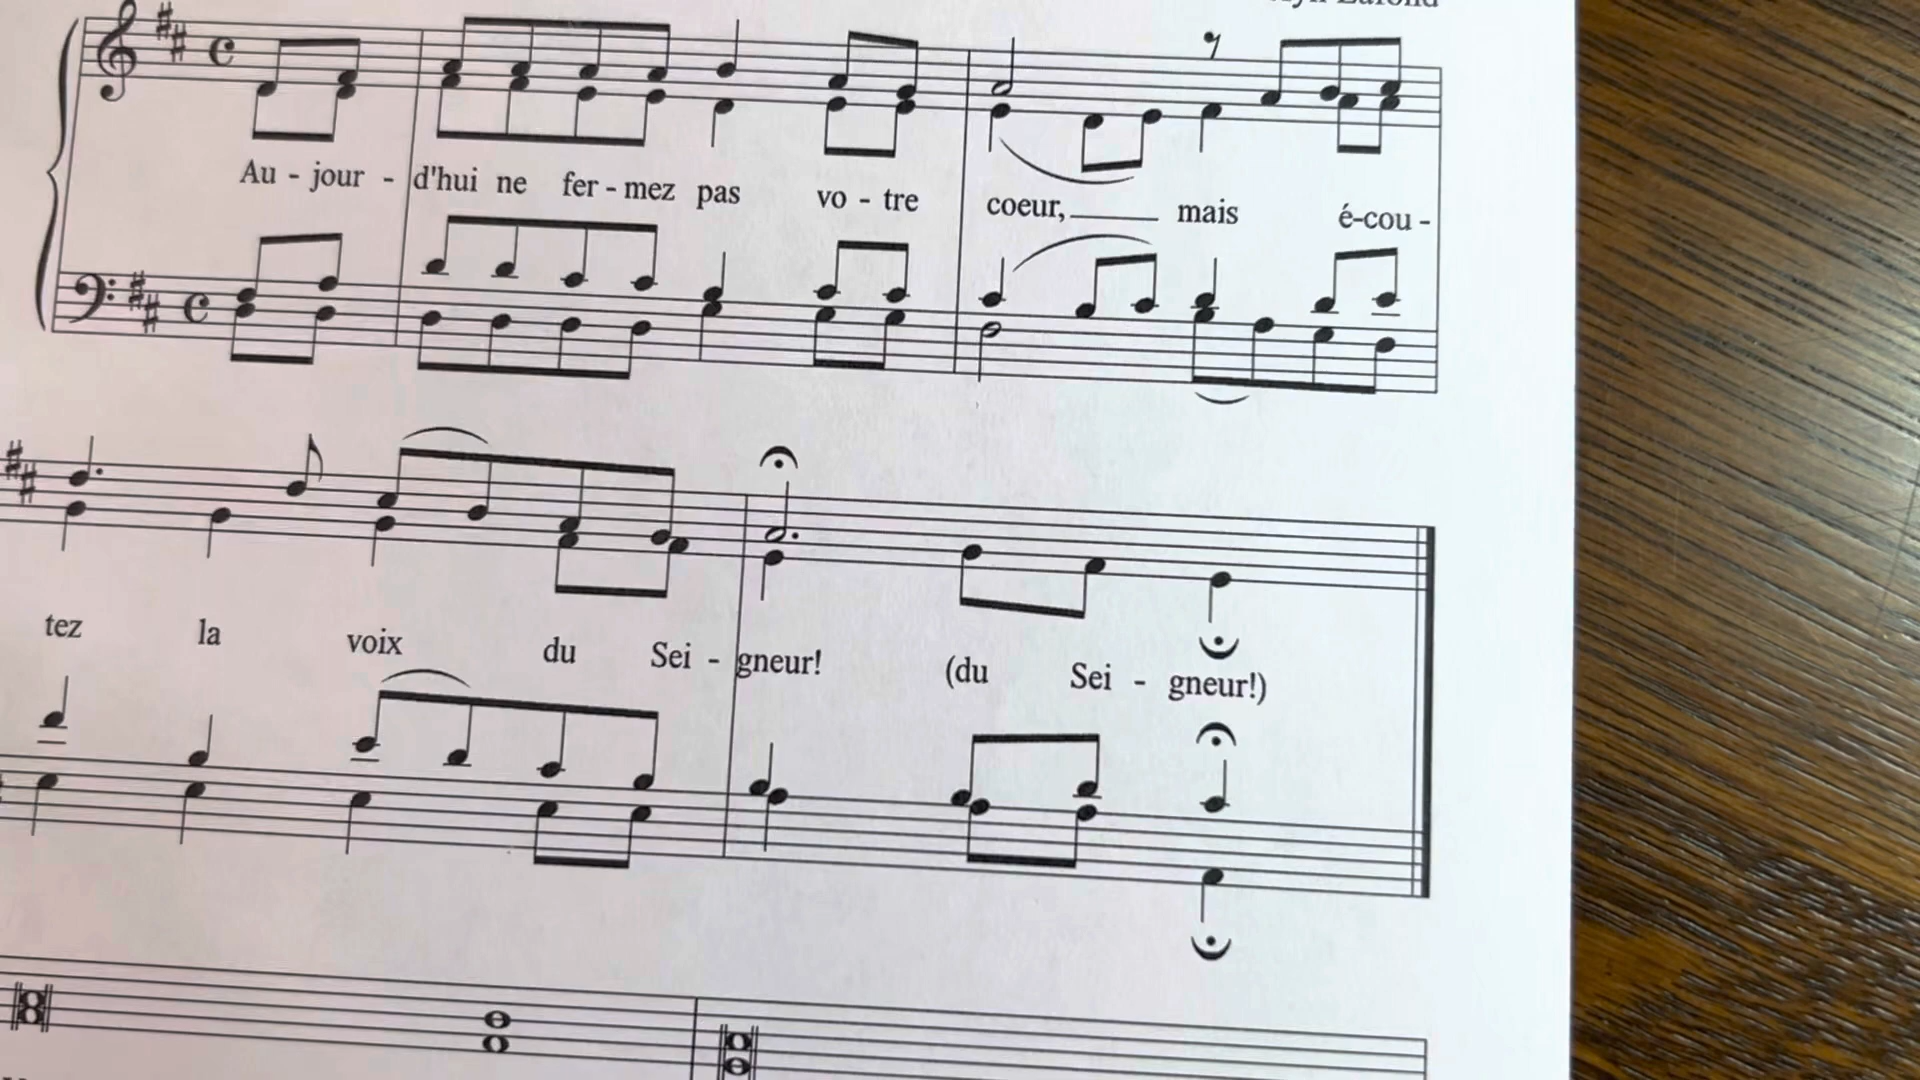 Au - jour - d'hui ne fer - mez pas vo - tre coeur, mais é-cou -
tez la voix du Sei - gneur! (du Sei - gneur!)